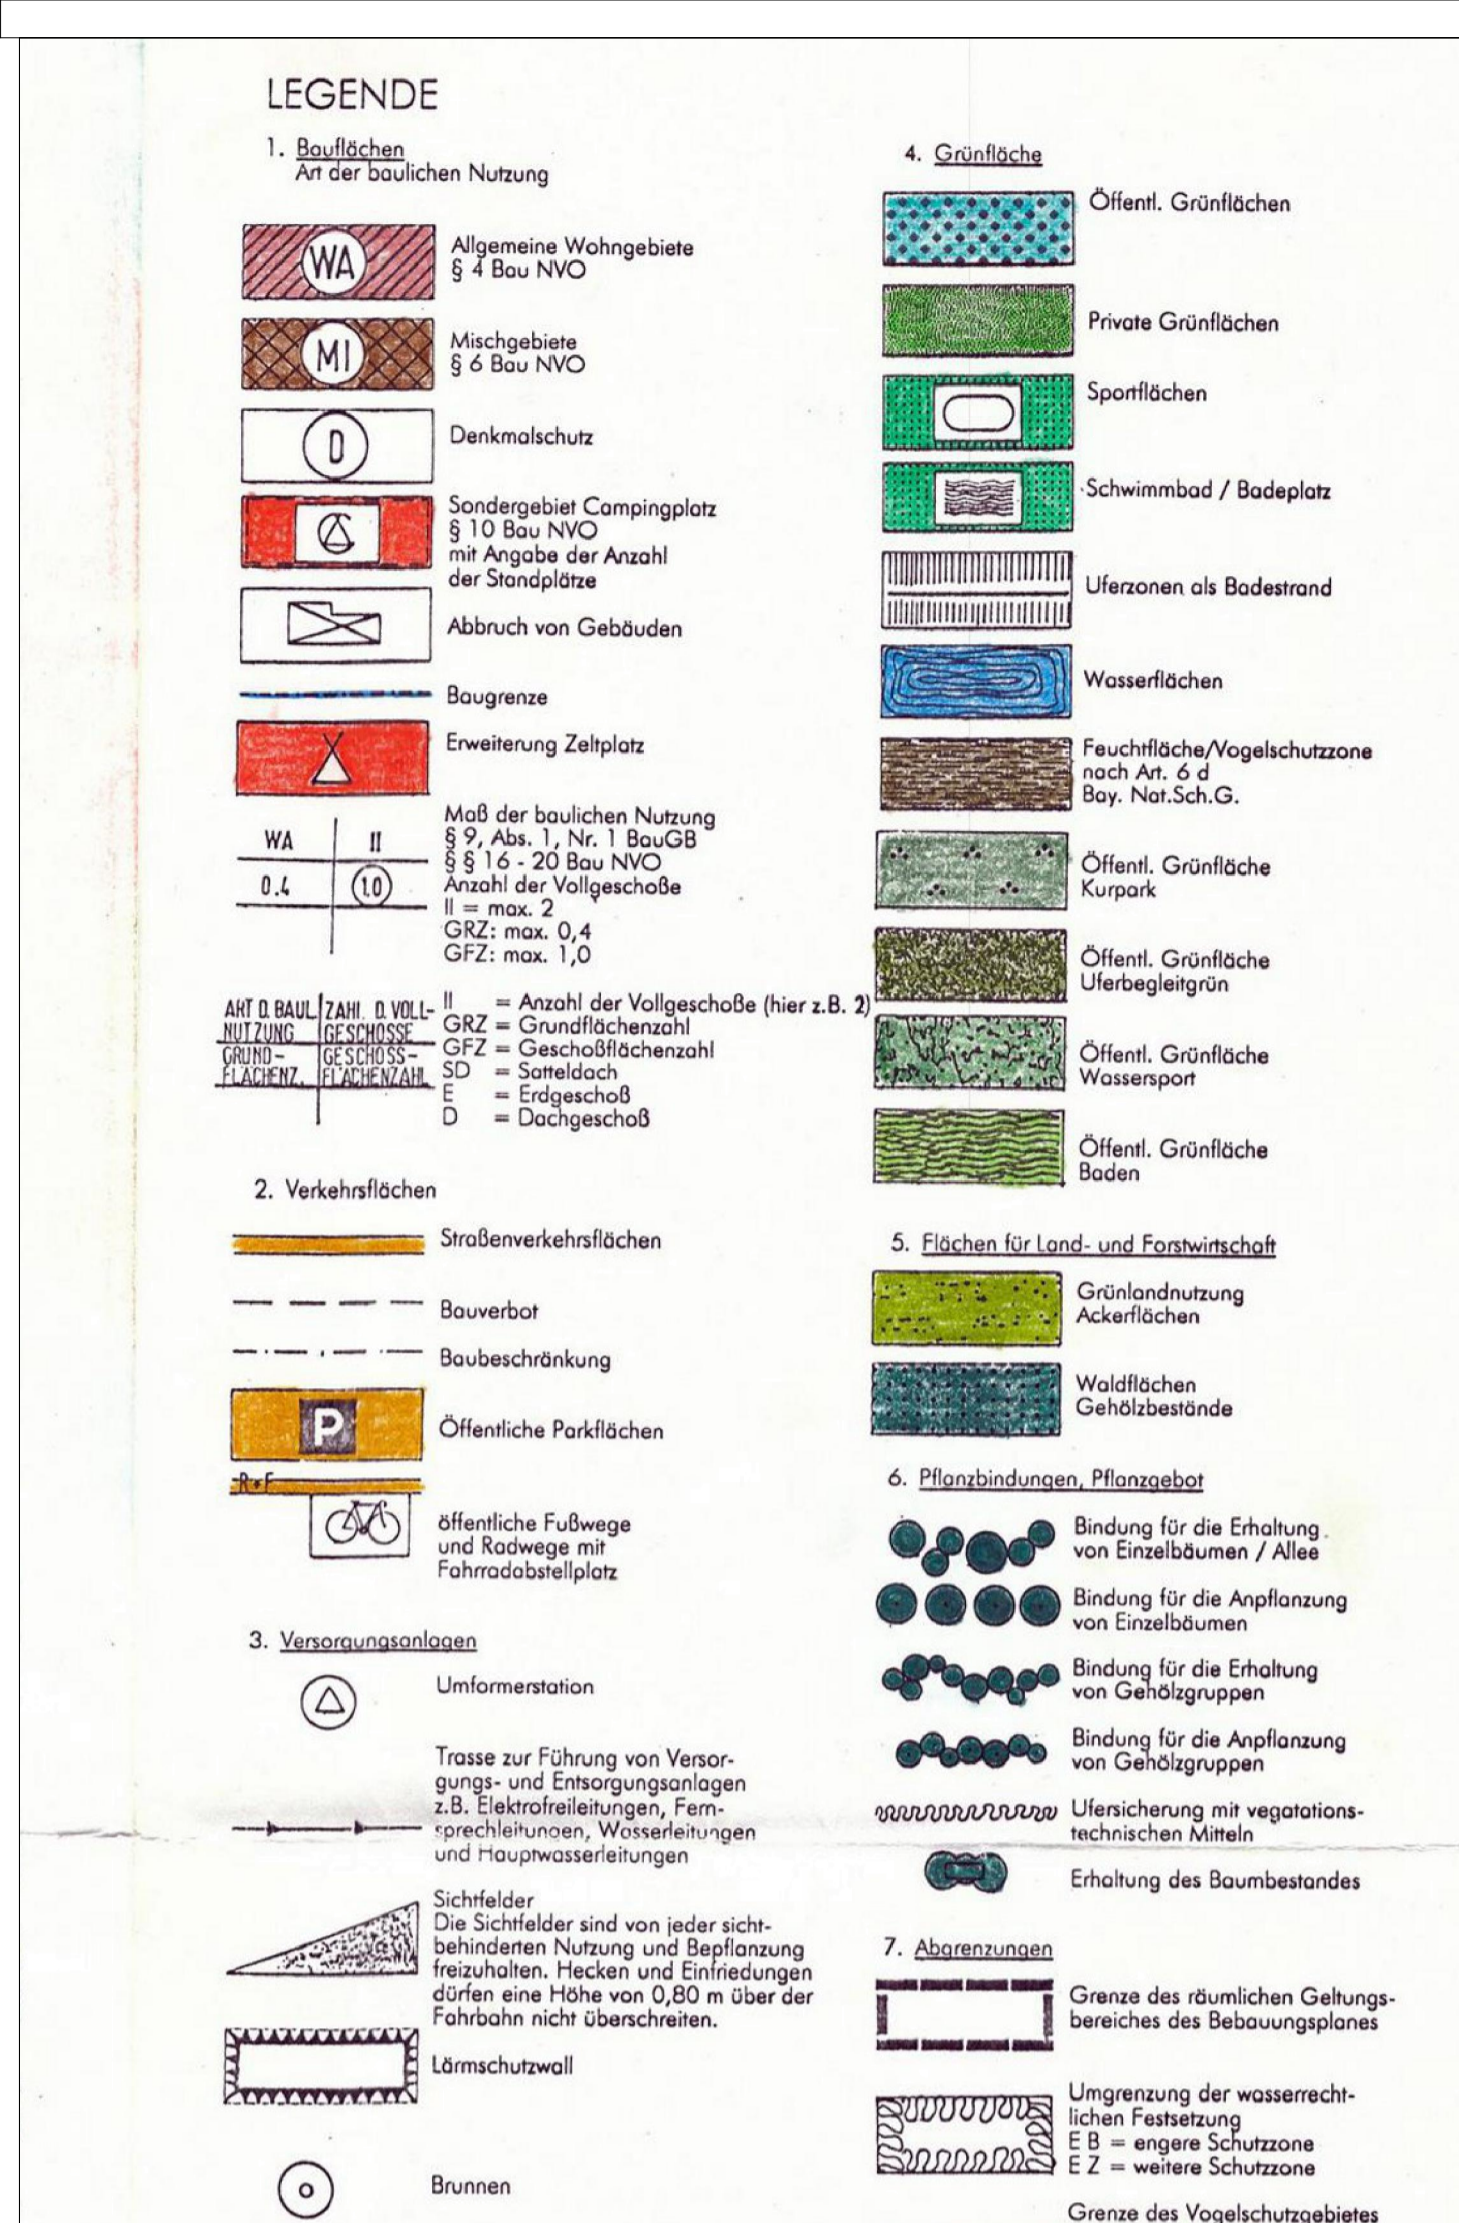 LEGENDE
1. Bauflächen
Art der baulichen Nutzung
WA
Allgemeine Wohngebiete
§ 4 Bau NVO
MI
Mischgebiete
§ 6 Bau NVO
D
Denkmalschutz
Sondergebiet Campingplatz
§ 10 Bau NVO
mit Angabe der Anzahl
der Standplätze
Abbruch von Gebäuden
Baugrenze
Erweiterung Zeltplatz
WA II
0.4 1.0
Maß der baulichen Nutzung
§ 9, Abs. 1, Nr. 1 BauGB
§ § 16 - 20 Bau NVO
Anzahl der Vollgeschoße
II = max. 2
GRZ: max. 0,4
GFZ: max. 1,0
ART D. BAUL. ZAHL D. VOLL-
NUTZUNG GESCHOSSE
GRUND- GESCHOSS-
FLÄCHENZ. FLÄCHENZAHL
II = Anzahl der Vollgeschoße (hier z.B. 2)
GRZ = Grundflächenzahl
GFZ = Geschoßflächenzahl
SD = Satteldach
E = Erdgeschoß
D = Dachgeschoß
2. Verkehrsflächen
Straßenverkehrsflächen
Bauverbot
Baubeschränkung
P
Öffentliche Parkflächen
R+F
öffentliche Fußwege
und Radwege mit
Fahrradabstellplatz
3. Versorgungsanlagen
Umformerstation
Trasse zur Führung von Versor-
gungs- und Entsorgungsanlagen
z.B. Elektrofreileitungen, Fern-
sprechleitungen, Wasserleitungen
und Hauptwasserleitungen
Sichtfelder
Die Sichtfelder sind von jeder sicht-
behinderten Nutzung und Bepflanzung
freizuhalten. Hecken und Einfriedungen
dürfen eine Höhe von 0,80 m über der
Fahrbahn nicht überschreiten.
Lärmschutzwall
Brunnen
4. Grünfläche
Öffentl. Grünflächen
Private Grünflächen
Sportflächen
Schwimmbad / Badeplatz
Uferzonen als Badestrand
Wasserflächen
Feuchtfläche/Vogelschutzzone
nach Art. 6 d
Bay. Nat.Sch.G.
Öffentl. Grünfläche
Kurpark
Öffentl. Grünfläche
Uferbegleitgrün
Öffentl. Grünfläche
Wassersport
Öffentl. Grünfläche
Baden
5. Flächen für Land- und Forstwirtschaft
Grünlandnutzung
Ackerflächen
Waldflächen
Gehölzbestände
6. Pflanzbindungen, Pflanzgebot
Bindung für die Erhaltung
von Einzelbäumen / Allee
Bindung für die Anpflanzung
von Einzelbäumen
Bindung für die Erhaltung
von Gehölzgruppen
Bindung für die Anpflanzung
von Gehölzgruppen
Ufersicherung mit vegatations-
technischen Mitteln
Erhaltung des Baumbestandes
7. Abgrenzungen
Grenze des räumlichen Geltungs-
bereiches des Bebauungsplanes
Umgrenzung der wasserrecht-
lichen Festsetzung
E B = engere Schutzzone
E Z = weitere Schutzzone
Grenze des Vogelschutzgebietes